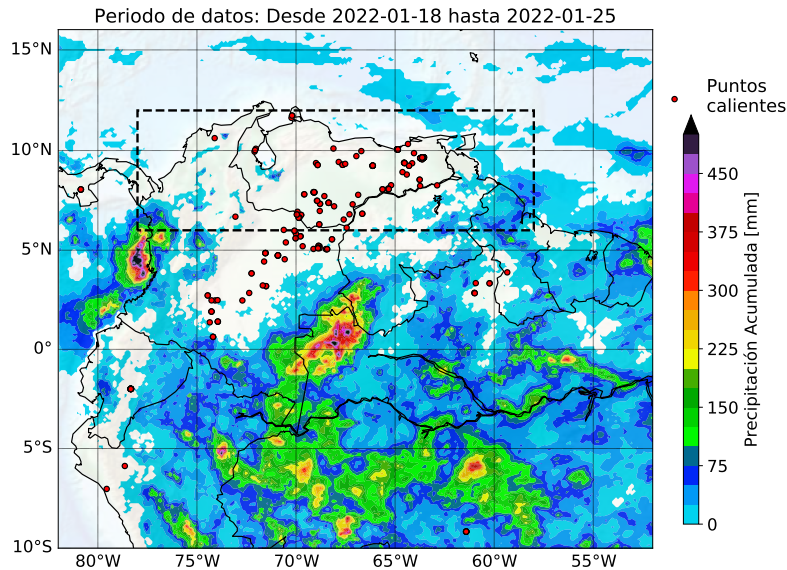 Periodo de datos: Desde 2022-01-18 hasta 2022-01-25
15°N
10°N
5°N
0°
5°S
10°S
80°W
75°W
70°W
65°W
60°W
55°W
Puntos
calientes
450
375
300
225
150
75
0
Precipitación Acumulada [mm]